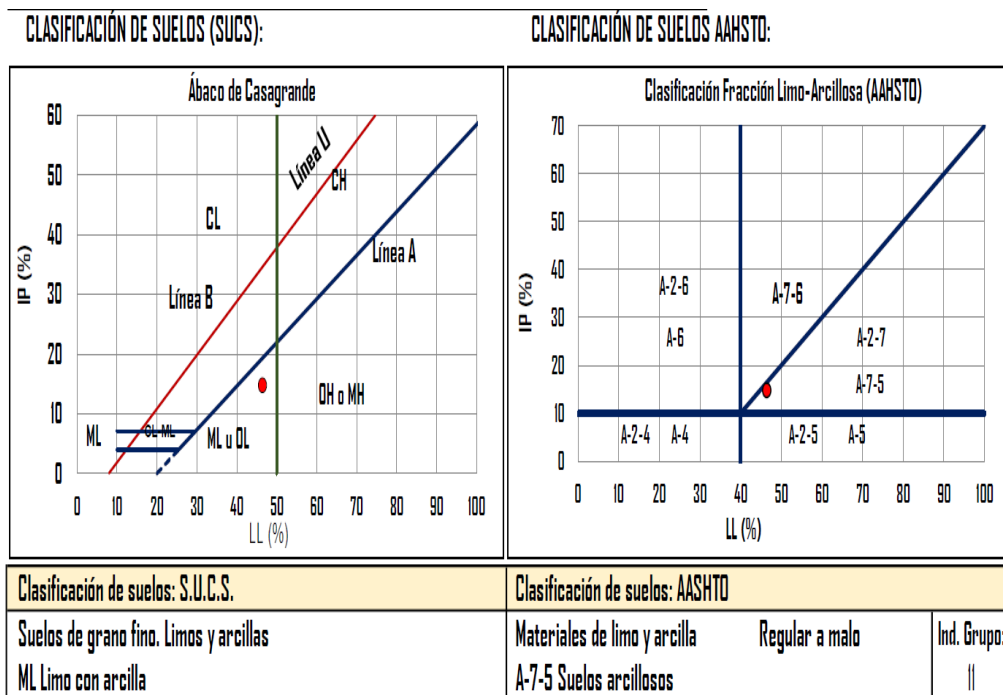 CLASIFICACIÓN DE SUELOS (SUCS):
CLASIFICACIÓN DE SUELOS AAHSTO:
Ábaco de Casagrande
60
50
40
30
20
10
0
IP (%)
Línea U
CH
CL
Línea A
Línea B
OH o MH
ML
CL-ML
ML u OL
0 10 20 30 40 50 60 70 80 90 100
LL (%)
Clasificación Fracción Limo-Arcillosa (AAHSTO)
70
60
50
40
30
20
10
0
IP (%)
A-2-6
A-7-6
A-6
A-2-7
A-7-5
A-2-4
A-4
A-2-5
A-5
0 10 20 30 40 50 60 70 80 90 100
LL (%)
Clasificación de suelos: S.U.C.S.
Suelos de grano fino. Limos y arcillas
ML Limo con arcilla
Clasificación de suelos: AASHTO
Materiales de limo y arcilla Regular a malo
A-7-5 Suelos arcillosos
Ind. Grupo:
11